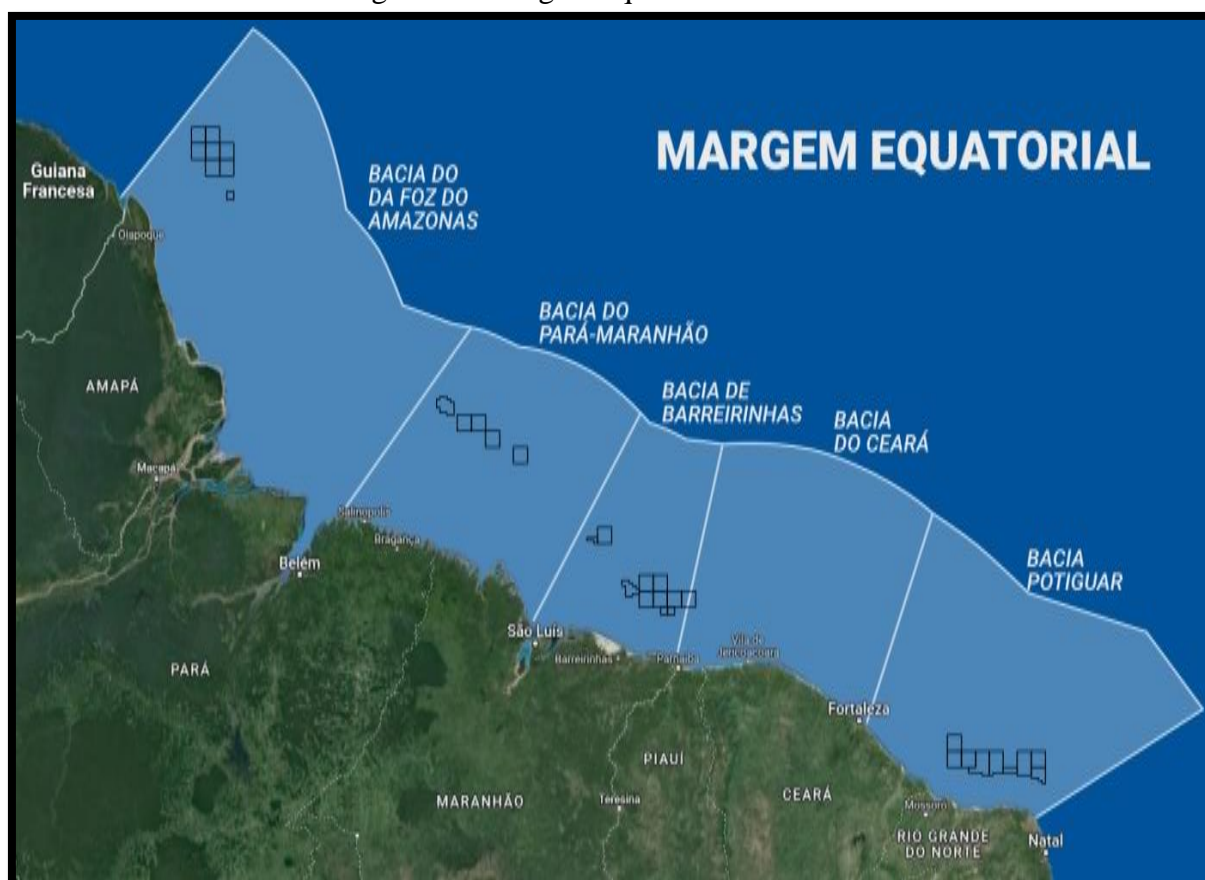 MARGEM EQUATORIAL
Guiana
Francesa
BACIA DO
DA FOZ DO
AMAZONAS
Oiapoque
BACIA DO
PARÁ-MARANHÃO
AMAPÁ
BACIA DE
BARREIRINHAS
BACIA
DO CEARÁ
Macapá
Salinopolis
Bragança
Belém
BACIA
POTIGUAR
São Luís
Barreirinhas
Parnaíba
Vila de
Jericoacoara
PARÁ
Fortaleza
PIAUÍ
MARANHÃO
Teresina
CEARÁ
Mossoró
RIO GRANDE
DO NORTE
Natal